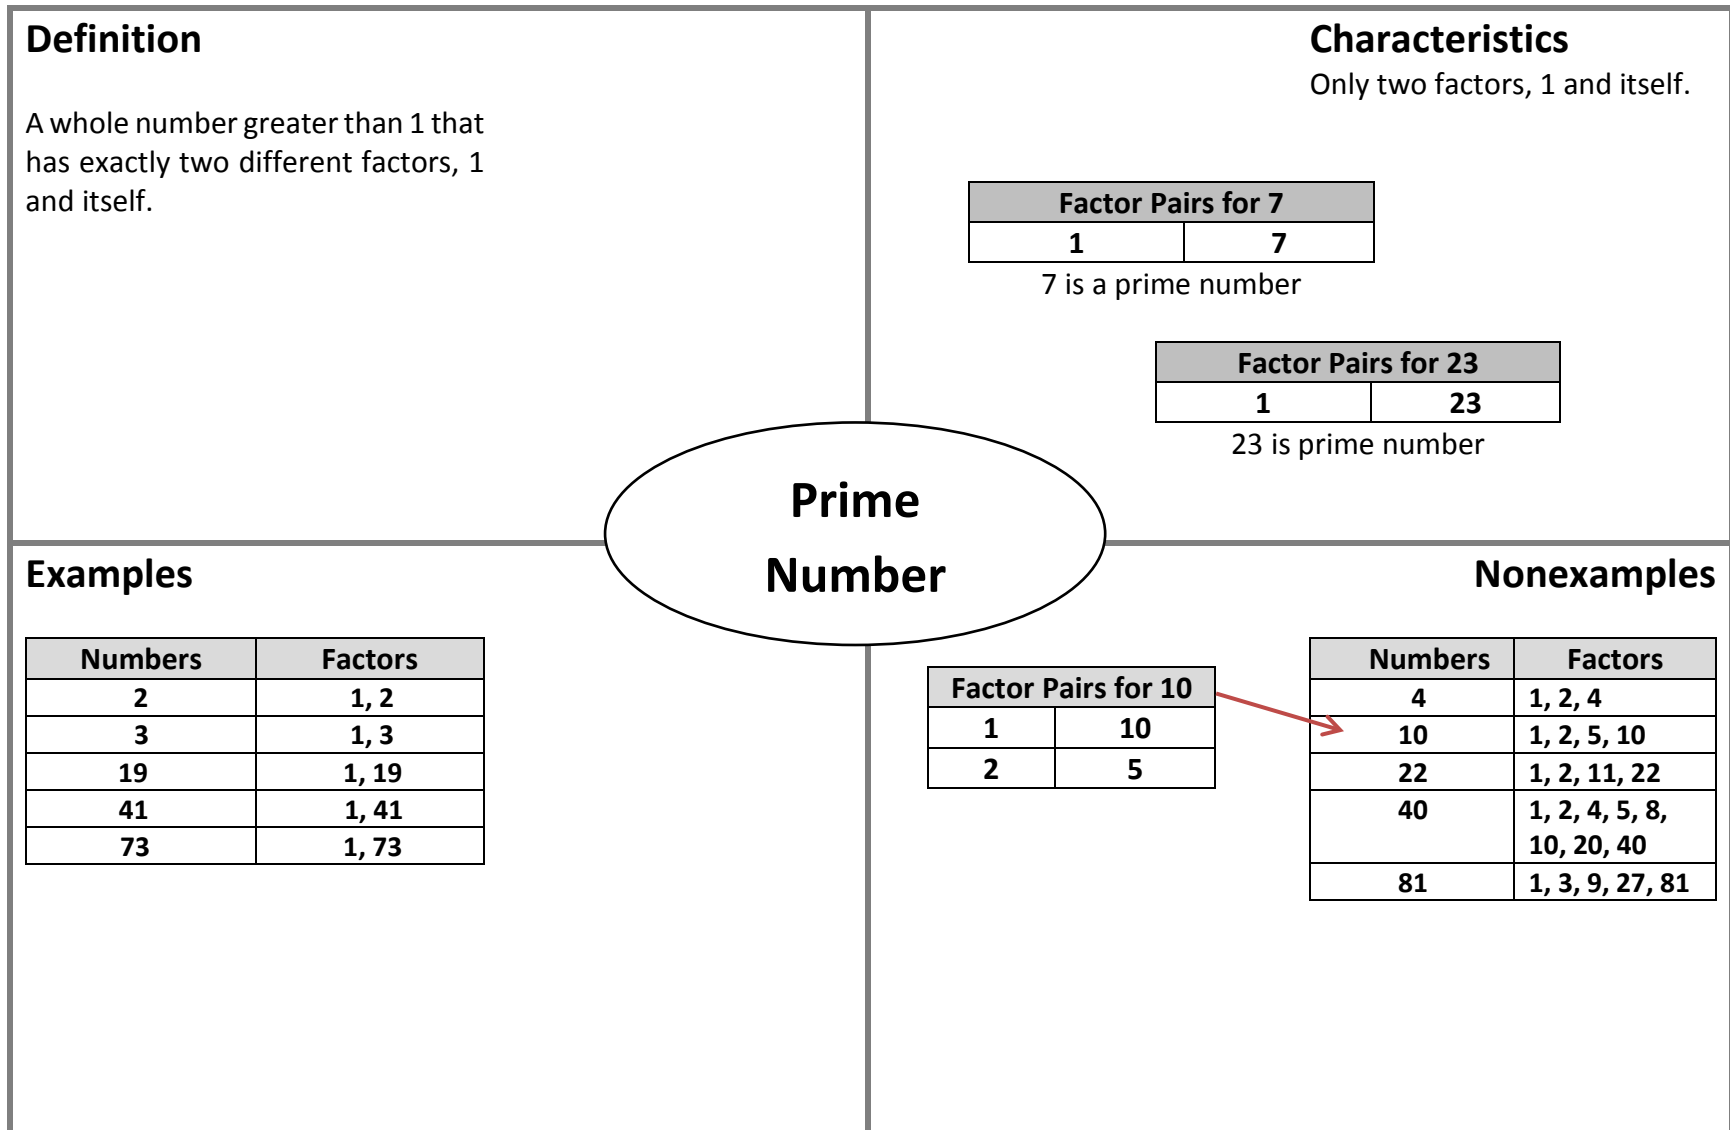 Definition
A whole number greater than 1 that
has exactly two different factors, 1
and itself.
Characteristics
Only two factors, 1 and itself.
Factor Pairs for 7
1 7
7 is a prime number
Factor Pairs for 23
1 23
23 is prime number
Prime
Number
Examples
Numbers Factors
2 1, 2
3 1, 3
19 1, 19
41 1, 41
73 1, 73
Nonexamples
Factor Pairs for 10
1 10
2 5
Numbers Factors
4 1, 2, 4
10 1, 2, 5, 10
22 1, 2, 11, 22
40 1, 2, 4, 5, 8,
10, 20, 40
81 1, 3, 9, 27, 81